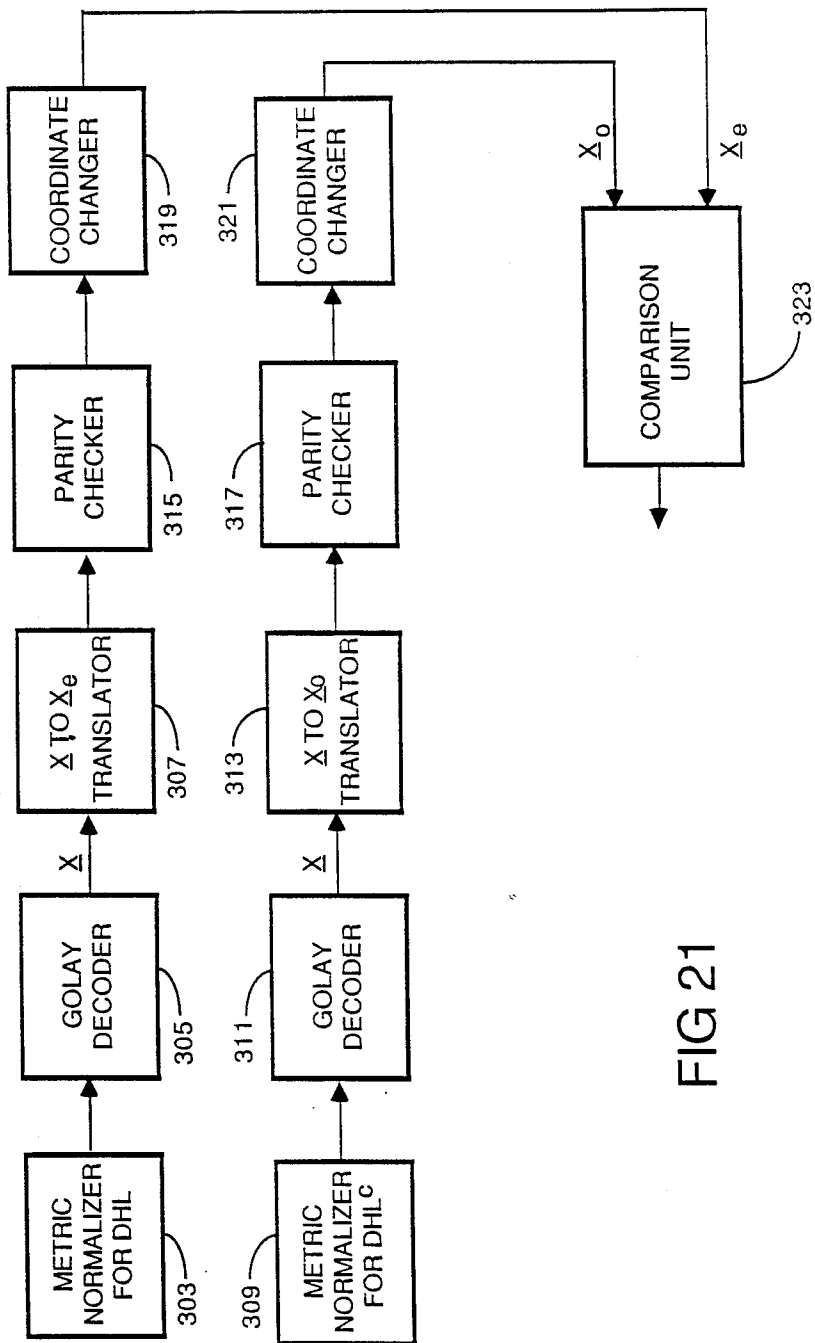 METRIC
NORMALIZER
FOR DHL
303
GOLAY
DECODER
305
X
X TO Xe
TRANSLATOR
307
PARITY
CHECKER
315
COORDINATE
CHANGER
319
METRIC
NORMALIZER
FOR DHLᶜ
309
GOLAY
DECODER
311
X
X TO Xo
TRANSLATOR
313
PARITY
CHECKER
317
COORDINATE
CHANGER
321
Xo
Xe
COMPARISON
UNIT
323
FIG 21